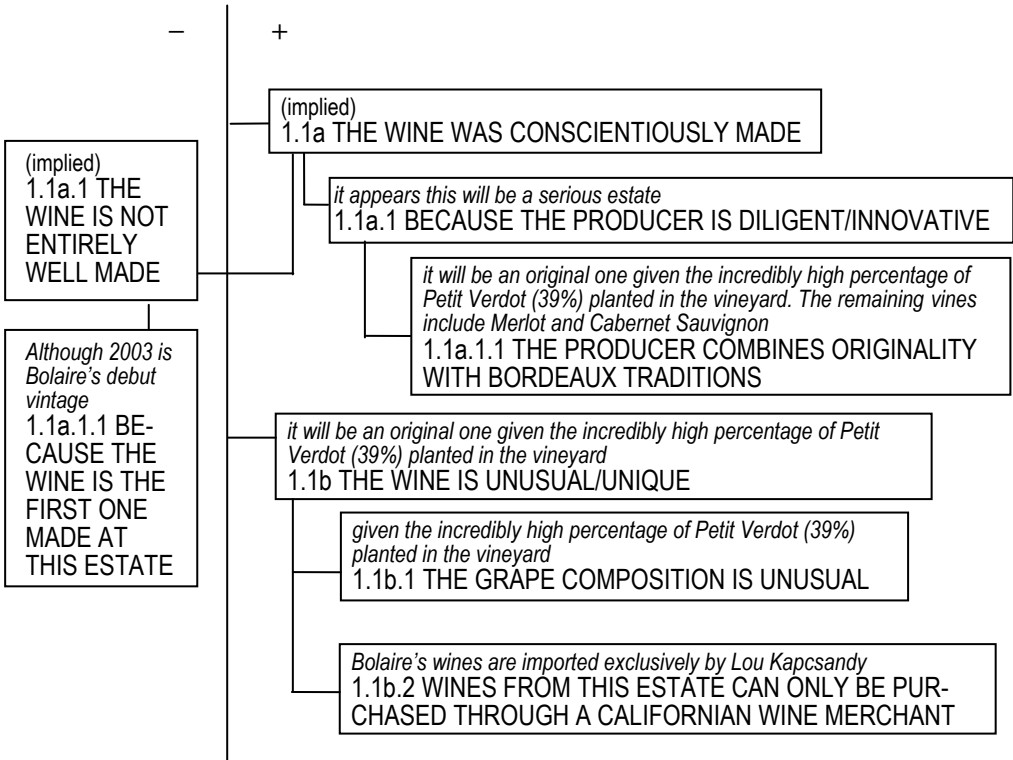 − +
(implied)
1.1a THE WINE WAS CONSCIENTIOUSLY MADE
(implied)
1.1a.1 THE
WINE IS NOT
ENTIRELY
WELL MADE
it appears this will be a serious estate
1.1a.1 BECAUSE THE PRODUCER IS DILIGENT/INNOVATIVE
it will be an original one given the incredibly high percentage of
Petit Verdot (39%) planted in the vineyard. The remaining vines
include Merlot and Cabernet Sauvignon
1.1a.1.1 THE PRODUCER COMBINES ORIGINALITY
WITH BORDEAUX TRADITIONS
Although 2003 is
Bolaire's debut
vintage
1.1a.1.1 BE-
CAUSE THE
WINE IS THE
FIRST ONE
MADE AT
THIS ESTATE
it will be an original one given the incredibly high percentage of Petit
Verdot (39%) planted in the vineyard
1.1b THE WINE IS UNUSUAL/UNIQUE
given the incredibly high percentage of Petit Verdot (39%)
planted in the vineyard
1.1b.1 THE GRAPE COMPOSITION IS UNUSUAL
Bolaire's wines are imported exclusively by Lou Kapcsandy
1.1b.2 WINES FROM THIS ESTATE CAN ONLY BE PUR-
CHASED THROUGH A CALIFORNIAN WINE MERCHANT